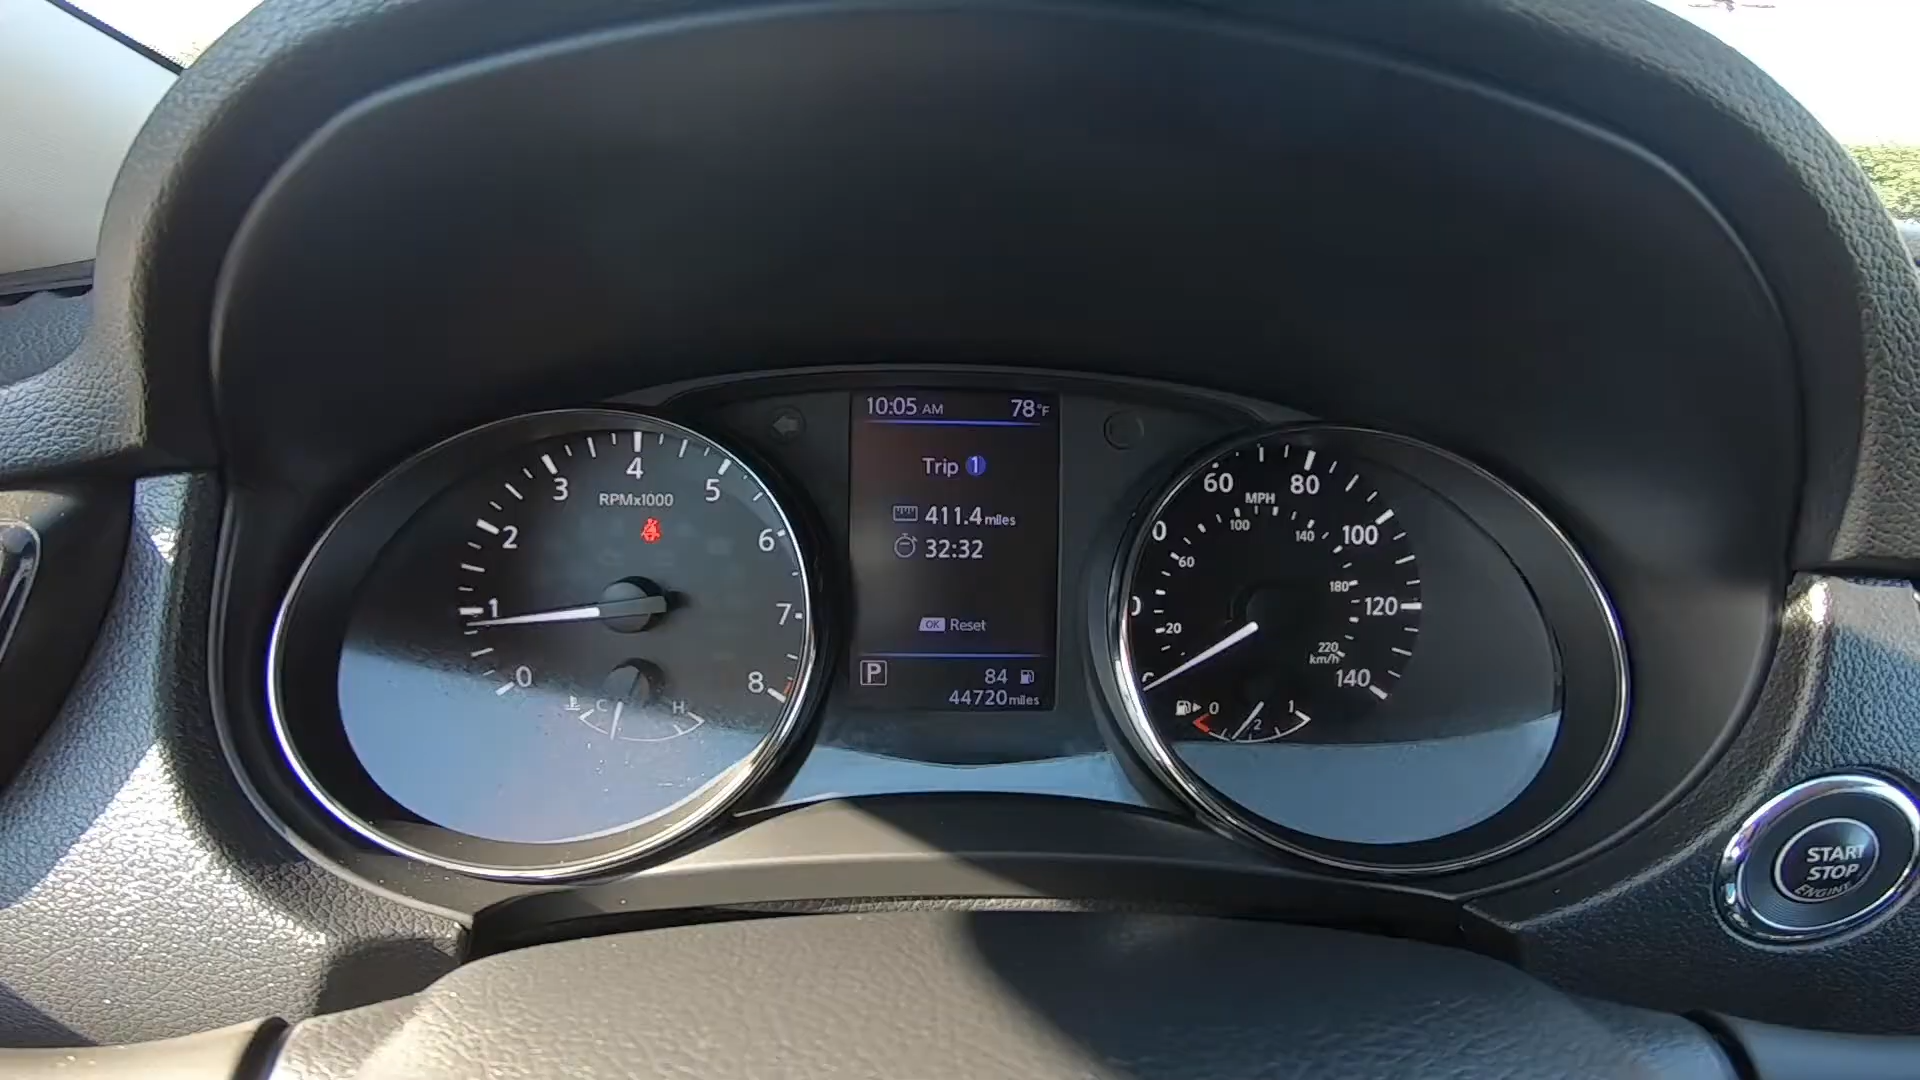 10:05 AM 78°F
Trip 1
411.4 miles
32:32
OK Reset
P 84
44720 miles
0 1 2 3 4 5 6 7 8
RPMx1000
C H
60 80 100 120 140
MPH
20 60 100 140 180 220
km/h
0 1/2 1
START
STOP
ENGINE